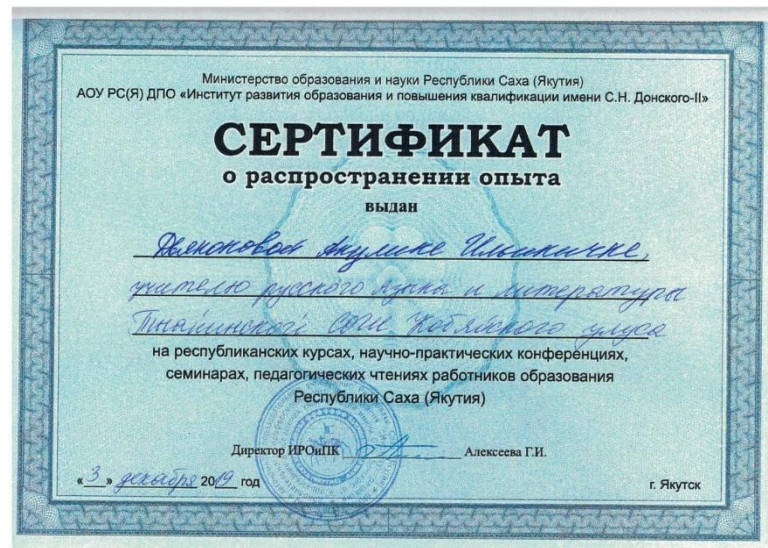 Министерство образования и науки Республики Саха (Якутия)
АОУ РС(Я) ДПО «Институт развития образования и повышения квалификации имени С.Н. Донского-II»
СЕРТИФИКАТ
о распространении опыта
выдан
Дьяконовой Акулине Ильиничне,
учителю русского языка и литературы
СОШ Кобяйского улуса
на республиканских курсах, научно-практических конференциях,
семинарах, педагогических чтениях работников образования
Республики Саха (Якутия)
Директор ИРОиПК Алексеева Г.И.
«3» декабря 2019 год
г. Якутск